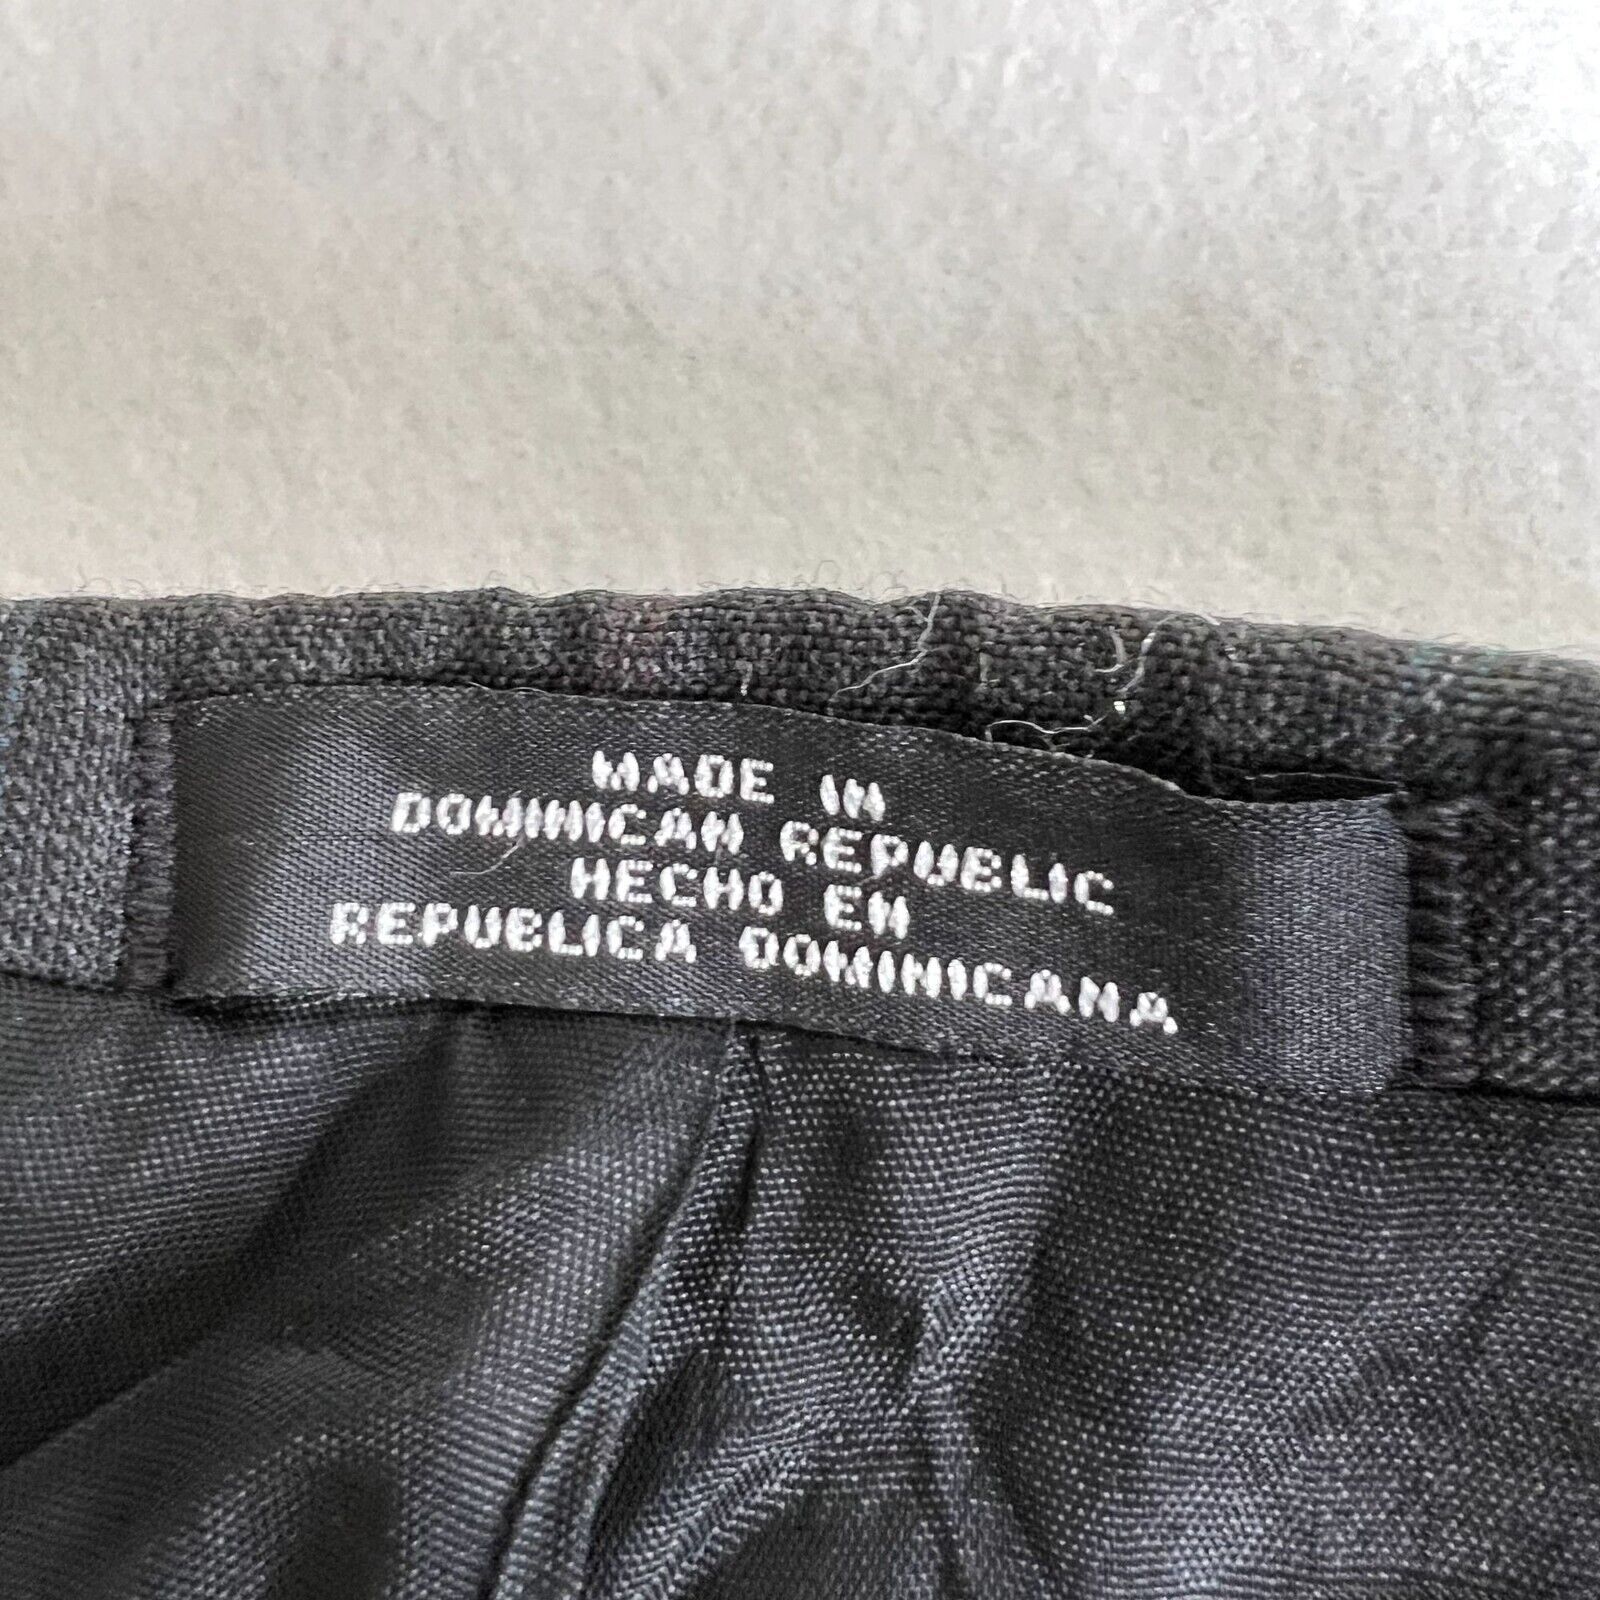 MADE IN
DOMINICAN REPUBLIC
HECHO EN
REPUBLICA DOMINICANA